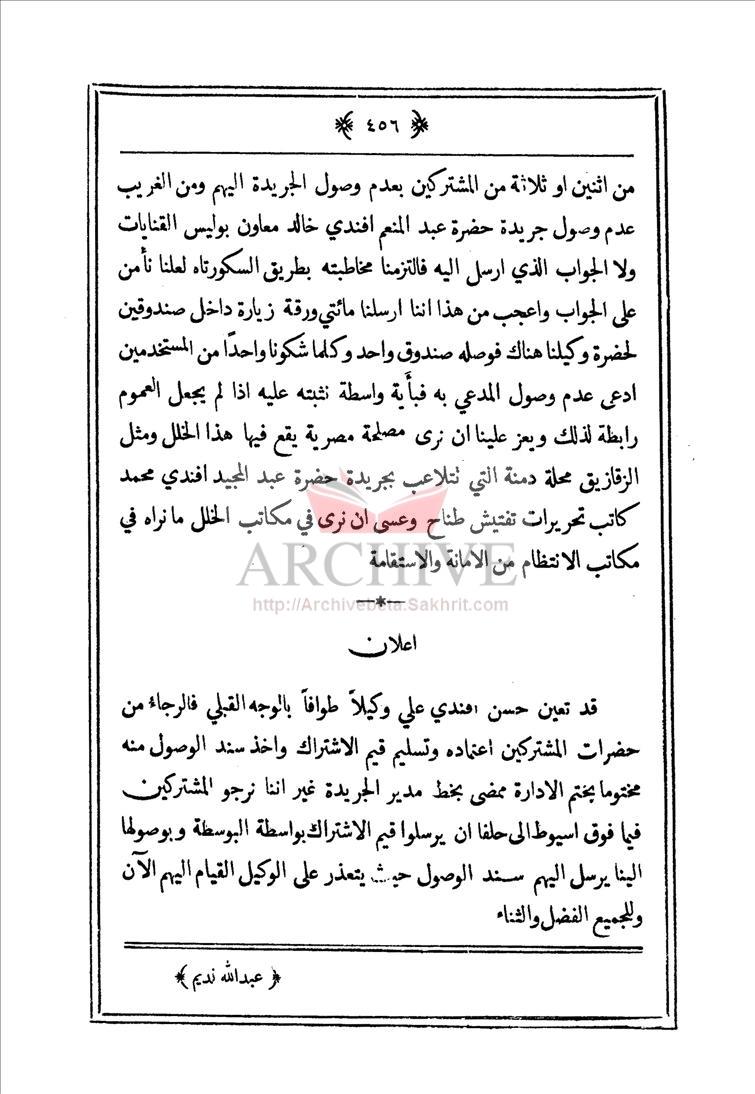 ﴿ ٤٥٦ ﴾
من اثنين او ثلاثة من المشتركين بعدم وصول الجريدة اليهم ومن الغريب
عدم وصول جريدة حضرة عبد المنعم افندي خالد معاون بوليس القنايات
ولا الجواب الذي ارسل اليه فالتزمنا مخاطبته بطريق السكورتاه لعلنا نأمن
على الجواب واعجب من هذا اننا ارسلنا مائتي ورقة زيارة داخل صندوقين
لحضرة وكيلنا هناك فوصله صندوق واحد وكلما شكونا واحدًا من المستخدمين
ادعى عدم وصول المدعي به فبأية واسطة نثبته عليه اذا لم يجعل العموم
رابطة لذلك ويعز علينا ان نرى مصلحة مصرية يقع فيها هذا الخلل ومثل
الزقازيق محلة دمنة التي تتلاعب بجريدة حضرة عبد المجيد افندي محمد
كاتب تحريرات تفتيش طناح وعسى ان نرى في مكاتب الخلل ما نراه في
مكاتب الانتظام من الامانة والاستقامة
ARCHIVE
http://Archivebeta.Sakhrit.com
اعلان
قد تعين حسن افندي علي وكيلاً طوافاً بالوجه القبلي فالرجاء من
حضرات المشتركين اعتماده وتسليم قيم الاشتراك واخذ سند الوصول منه
مختوما بختم الادارة ممضى بخط مدير الجريدة غير اننا نرجو المشتركين
فيما فوق اسيوط الى حلفا ان يرسلوا قيم الاشتراك بواسطة البوسطة وبوصولها
الينا يرسل اليهم سند الوصول حيث يتعذر على الوكيل القيام اليهم الآن
وللجميع الفضل والثناء
﴿ عبدالله نديم ﴾